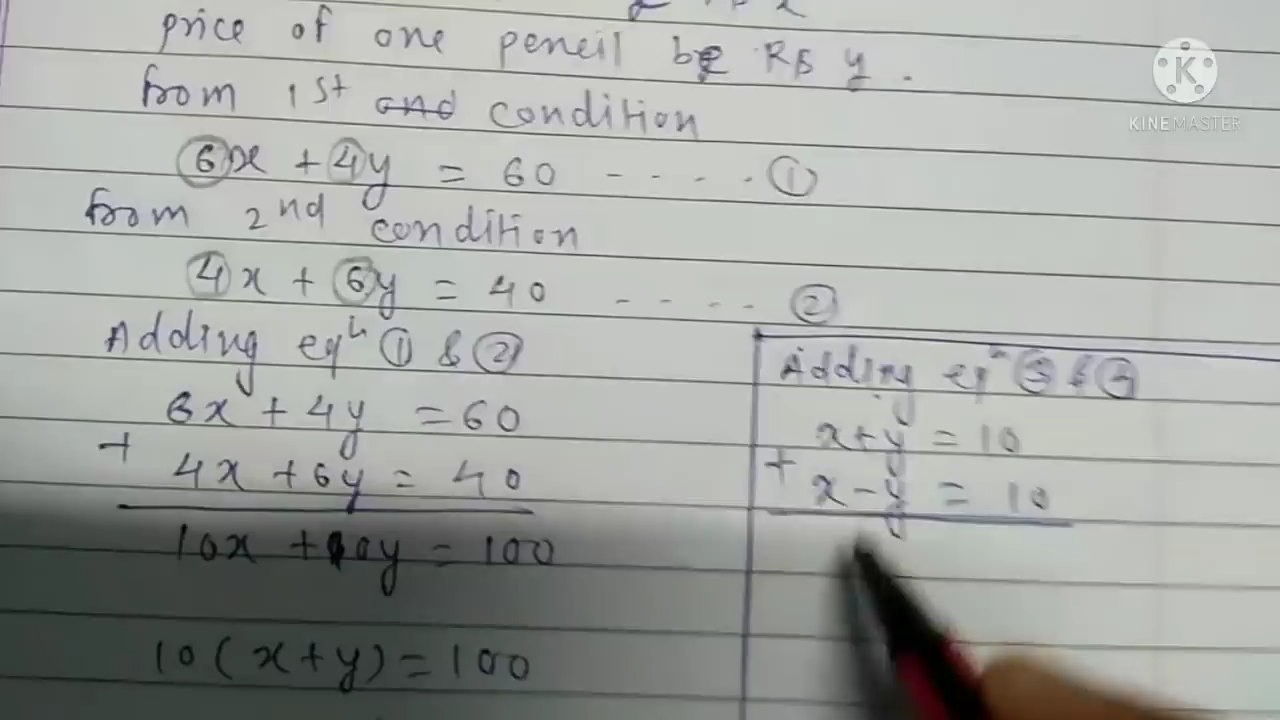 price of one pencil be Rs y.
from 1st and condition
6x + 4y = 60 - - - - - ①
from 2nd condition
4x + 6y = 40 - - - - - ②
Adding eqⁿ ① & ②
6x + 4y = 60
+ 4x + 6y = 40
10x + 10y = 100
10(x+y) = 100
Adding eqⁿ ③ &
x+y = 10
+ x-y = 10
K
KINEMASTER